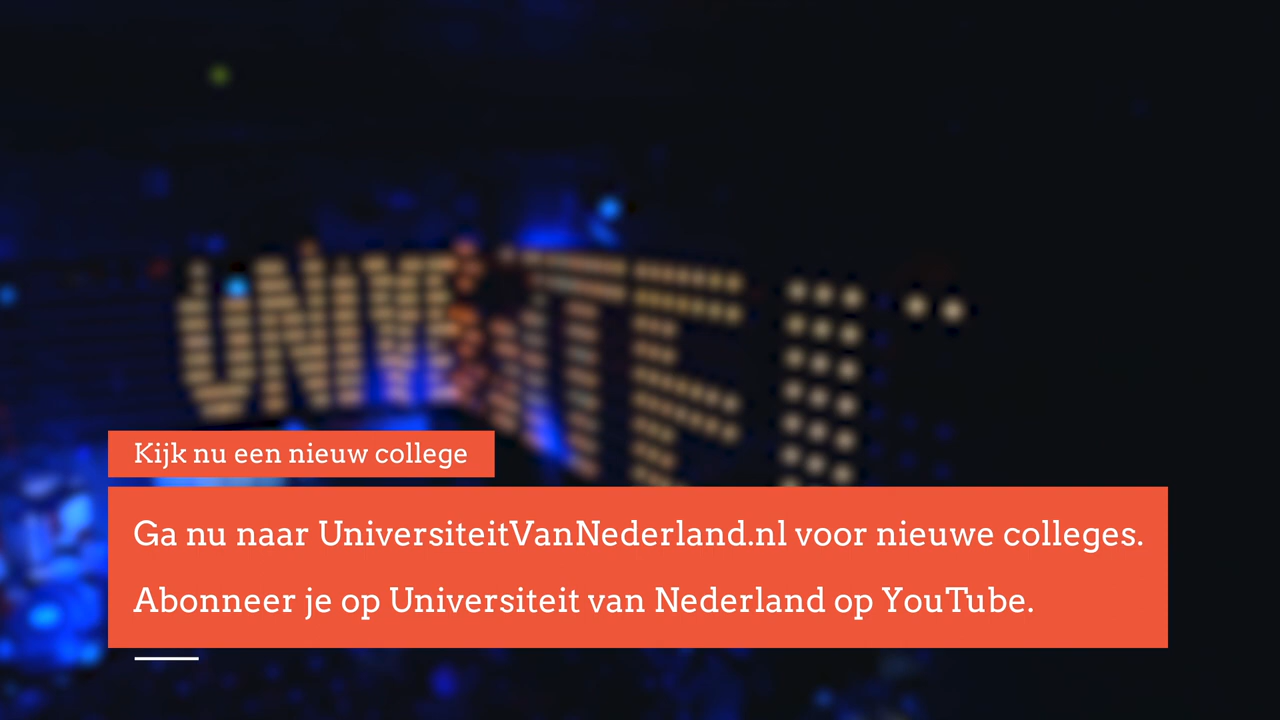 Kijk nu een nieuw college
Ga nu naar UniversiteitVanNederland.nl voor nieuwe colleges.
Abonneer je op Universiteit van Nederland op YouTube.